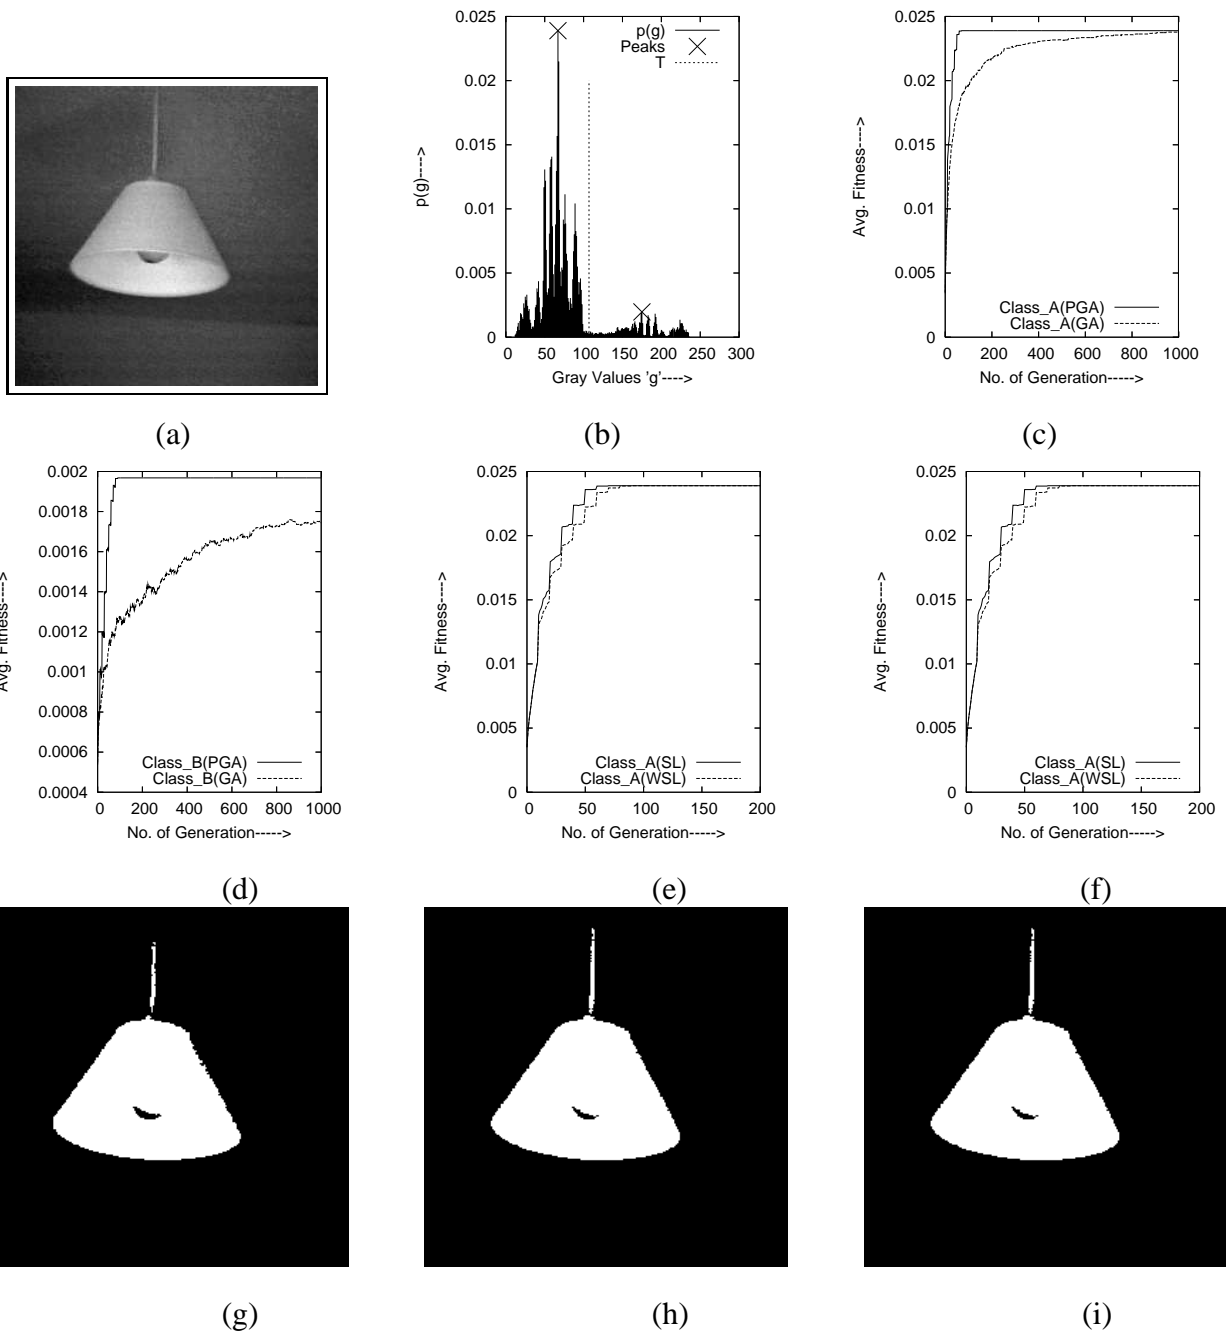 0.025
0.02
0.015
0.01
0.005
0
0 50 100 150 200 250 300
p(g)---->
Gray Values 'g'---->
p(g)
Peaks
T
0.025
0.02
0.015
0.01
0.005
0
0 200 400 600 800 1000
Avg. Fitness---->
No. of Generation----->
Class_A(PGA)
Class_A(GA)
(a) (b) (c)
0.002
0.0018
0.0016
0.0014
0.0012
0.001
0.0008
0.0006
0.0004
0 200 400 600 800 1000
Avg. Fitness---->
No. of Generation----->
Class_B(PGA)
Class_B(GA)
0.025
0.02
0.015
0.01
0.005
0
0 50 100 150 200
Avg. Fitness---->
No. of Generation----->
Class_A(SL)
Class_A(WSL)
0.025
0.02
0.015
0.01
0.005
0
0 50 100 150 200
Avg. Fitness---->
No. of Generation----->
Class_A(SL)
Class_A(WSL)
(d) (e) (f)
(g) (h) (i)